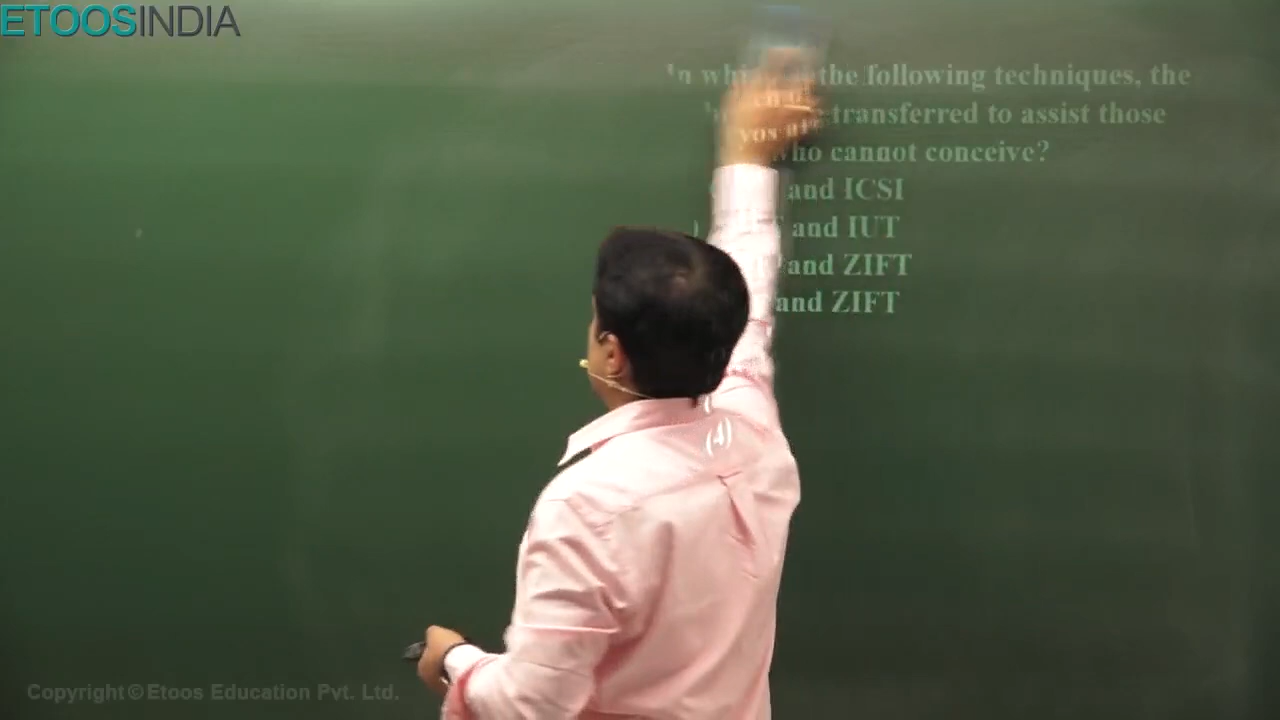 ETOOSINDIA
the following techniques, the
transferred to assist those
who cannot conceive?
and ICSI
and IUT
and ZIFT
and ZIFT
(4)
Copyright © Etoos Education Pvt. Ltd.